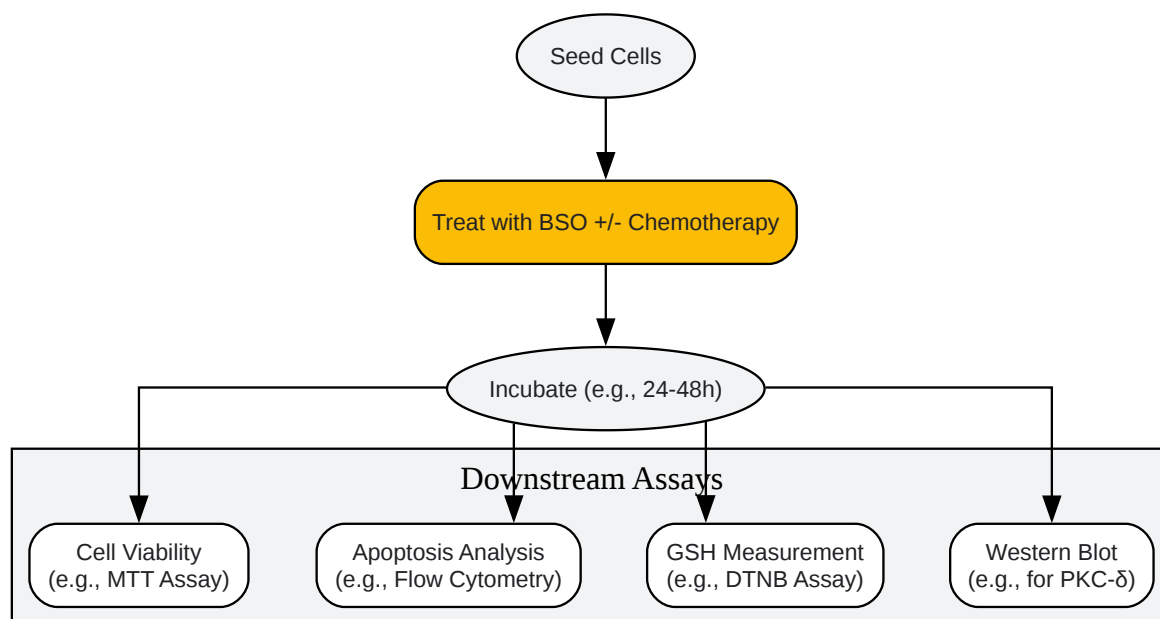 Seed Cells
Treat with BSO +/- Chemotherapy
Incubate (e.g., 24-48h)
Downstream Assays
Cell Viability
(e.g., MTT Assay)
Apoptosis Analysis
(e.g., Flow Cytometry)
GSH Measurement
(e.g., DTNB Assay)
Western Blot
(e.g., for PKC-δ)